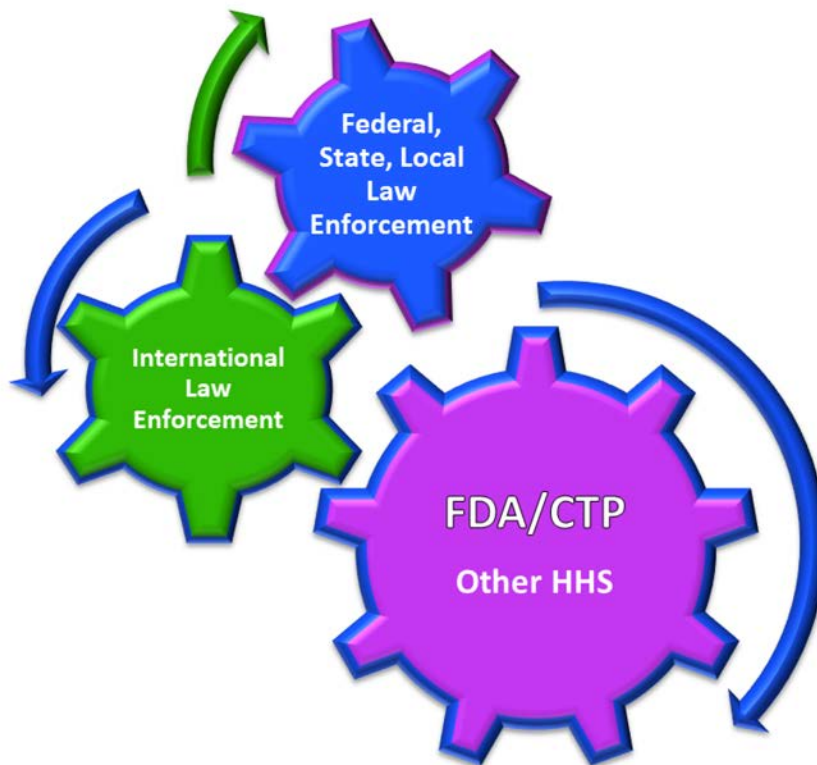 Federal,
State, Local
Law
Enforcement
International
Law
Enforcement
FDA/CTP
Other HHS